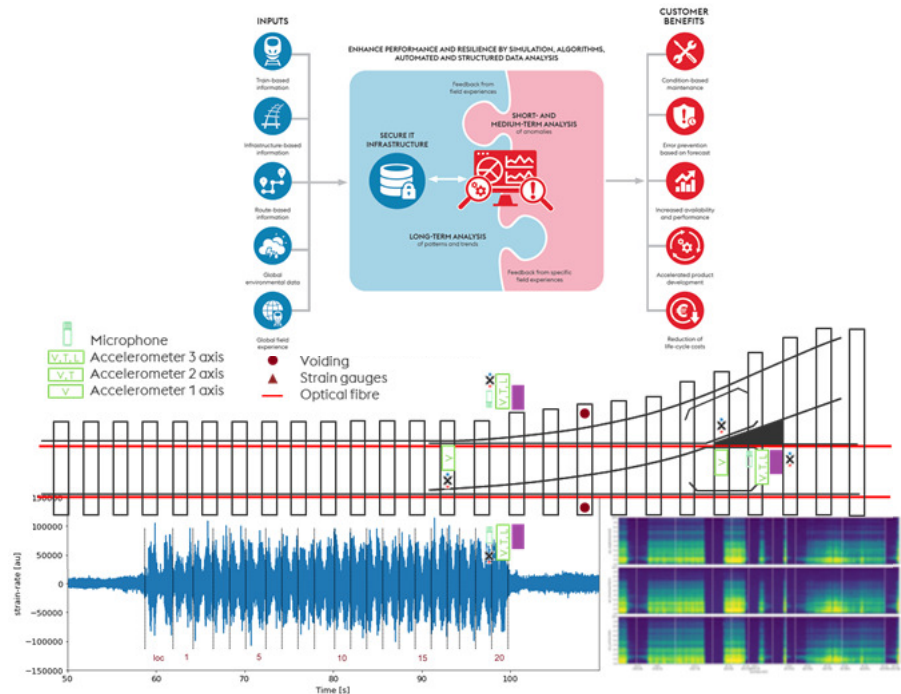 INPUTS
Train-based
information
Infrastructure-based
information
Route-based
information
Global
environmental data
Global field
experience
ENHANCE PERFORMANCE AND RESILIENCE BY SIMULATION, ALGORITHMS,
AUTOMATED AND STRUCTURED DATA ANALYSIS
Feedback from
field experiences
SHORT- AND
MEDIUM-TERM ANALYSIS
of anomalies
SECURE IT
INFRASTRUCTURE
LONG-TERM ANALYSIS
of patterns and trends
Feedback from specific
field experiences
CUSTOMER
BENEFITS
Condition-based
maintenance
Error prevention
based on forecast
Increased availability
and performance
Accelerated product
development
Reduction of
life-cycle costs
Microphone
V,T,L Accelerometer 3 axis
V,T Accelerometer 2 axis
V Accelerometer 1 axis
Voiding
Strain gauges
Optical fibre
V,T,L
V
V
V,T,L
V,T,L
150000
100000
50000
0
-50000
-100000
-150000
strain-rate [au]
loc 1 5 10 15 20
50 60 70 80 90 100
Time [s]